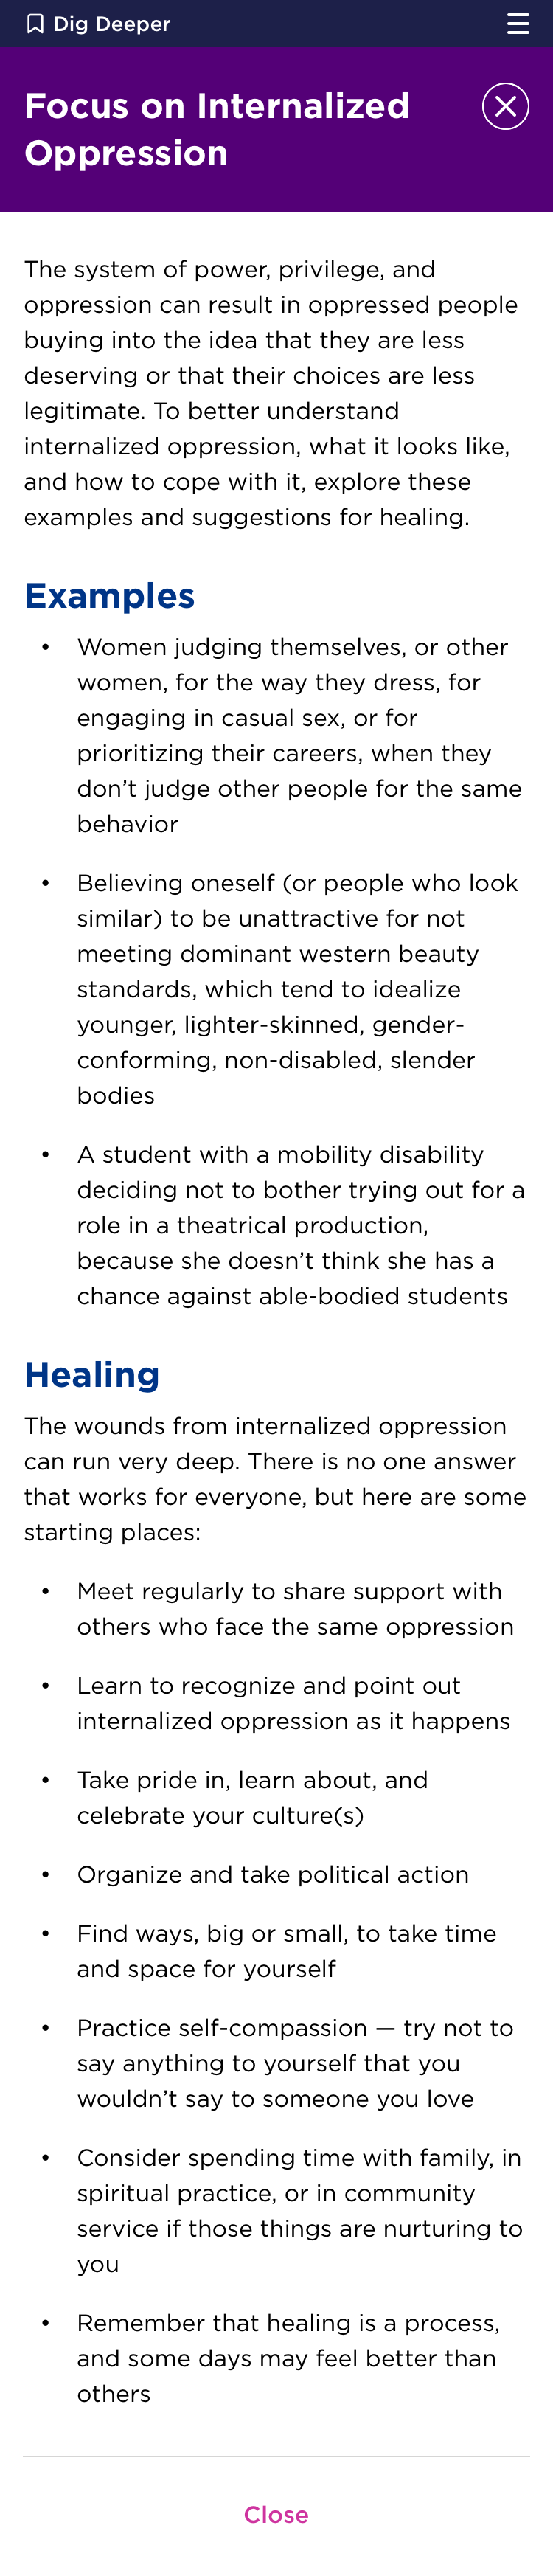 Dig Deeper
Focus on Internalized
Oppression
The system of power, privilege, and
oppression can result in oppressed people
buying into the idea that they are less
deserving or that their choices are less
legitimate. To better understand
internalized oppression, what it looks like,
and how to cope with it, explore these
examples and suggestions for healing.
Examples
• Women judging themselves, or other
women, for the way they dress, for
engaging in casual sex, or for
prioritizing their careers, when they
don’t judge other people for the same
behavior
• Believing oneself (or people who look
similar) to be unattractive for not
meeting dominant western beauty
standards, which tend to idealize
younger, lighter-skinned, gender-
conforming, non-disabled, slender
bodies
• A student with a mobility disability
deciding not to bother trying out for a
role in a theatrical production,
because she doesn’t think she has a
chance against able-bodied students
Healing
The wounds from internalized oppression
can run very deep. There is no one answer
that works for everyone, but here are some
starting places:
• Meet regularly to share support with
others who face the same oppression
• Learn to recognize and point out
internalized oppression as it happens
• Take pride in, learn about, and
celebrate your culture(s)
• Organize and take political action
• Find ways, big or small, to take time
and space for yourself
• Practice self-compassion — try not to
say anything to yourself that you
wouldn’t say to someone you love
• Consider spending time with family, in
spiritual practice, or in community
service if those things are nurturing to
you
• Remember that healing is a process,
and some days may feel better than
others
Close